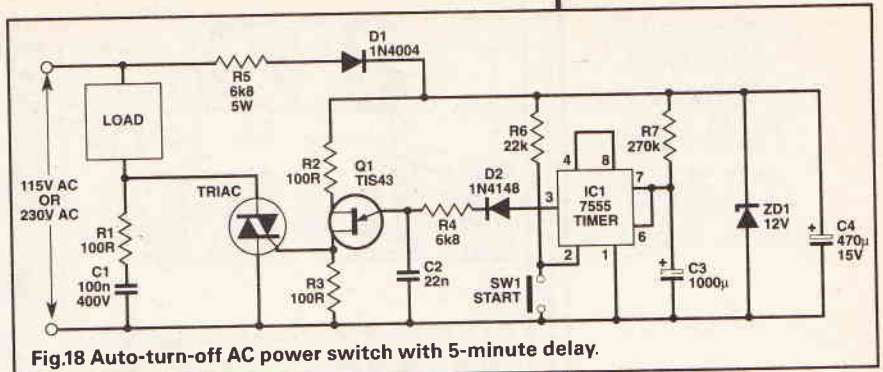 D1
1N4004
R5
6k8
5W
LOAD
115V AC
OR
230V AC
R1
100R
C1
100n
400V
TRIAC
R2
100R
Q1
TIS43
R3
100R
C2
22n
R4
6k8
D2
1N4148
R6
22k
SW1
START
4
8
3
IC1
7555
TIMER
7
6
2
1
R7
270k
+
C3
1000µ
ZD1
12V
+
C4
470µ
15V
Fig.18 Auto-turn-off AC power switch with 5-minute delay.